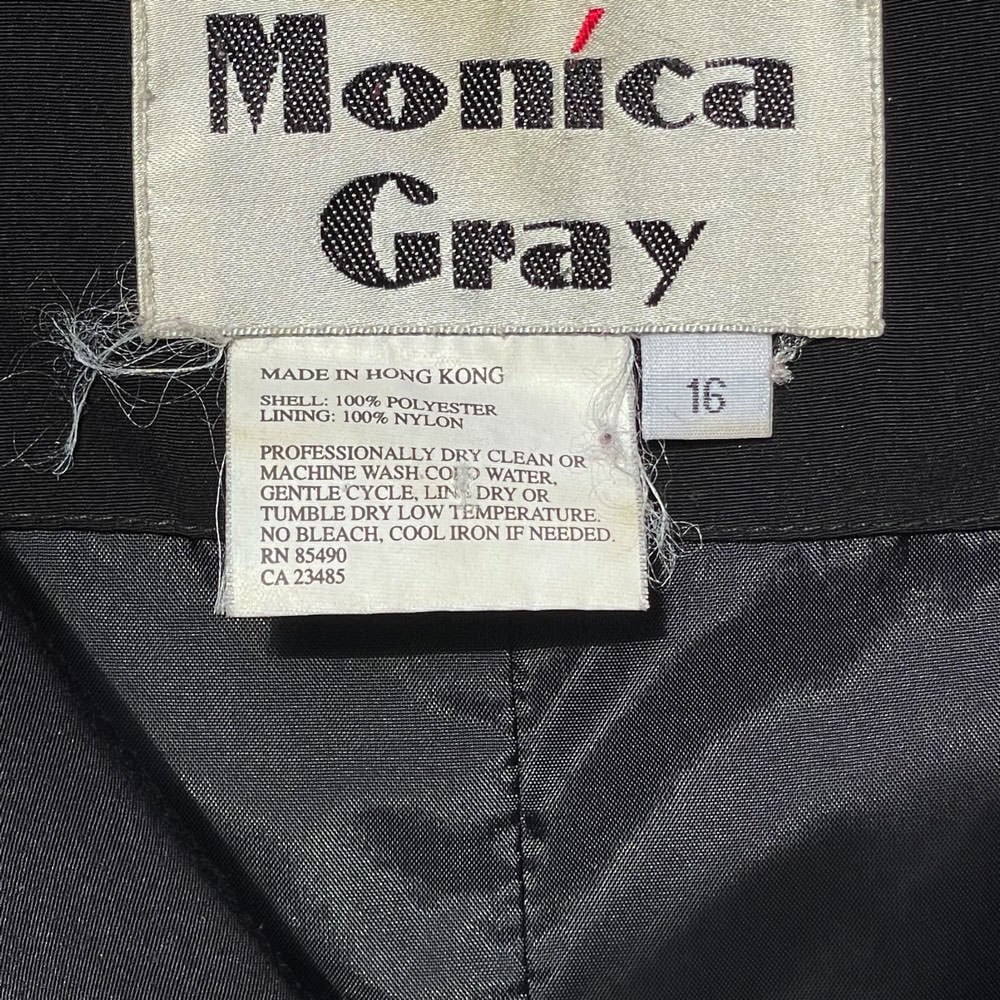 Moníca
Gray
MADE IN HONG KONG
SHELL: 100% POLYESTER
LINING: 100% NYLON
16
PROFESSIONALLY DRY CLEAN OR
MACHINE WASH COLD WATER,
GENTLE CYCLE, LINE DRY OR
TUMBLE DRY LOW TEMPERATURE.
NO BLEACH, COOL IRON IF NEEDED.
RN 85490
CA 23485